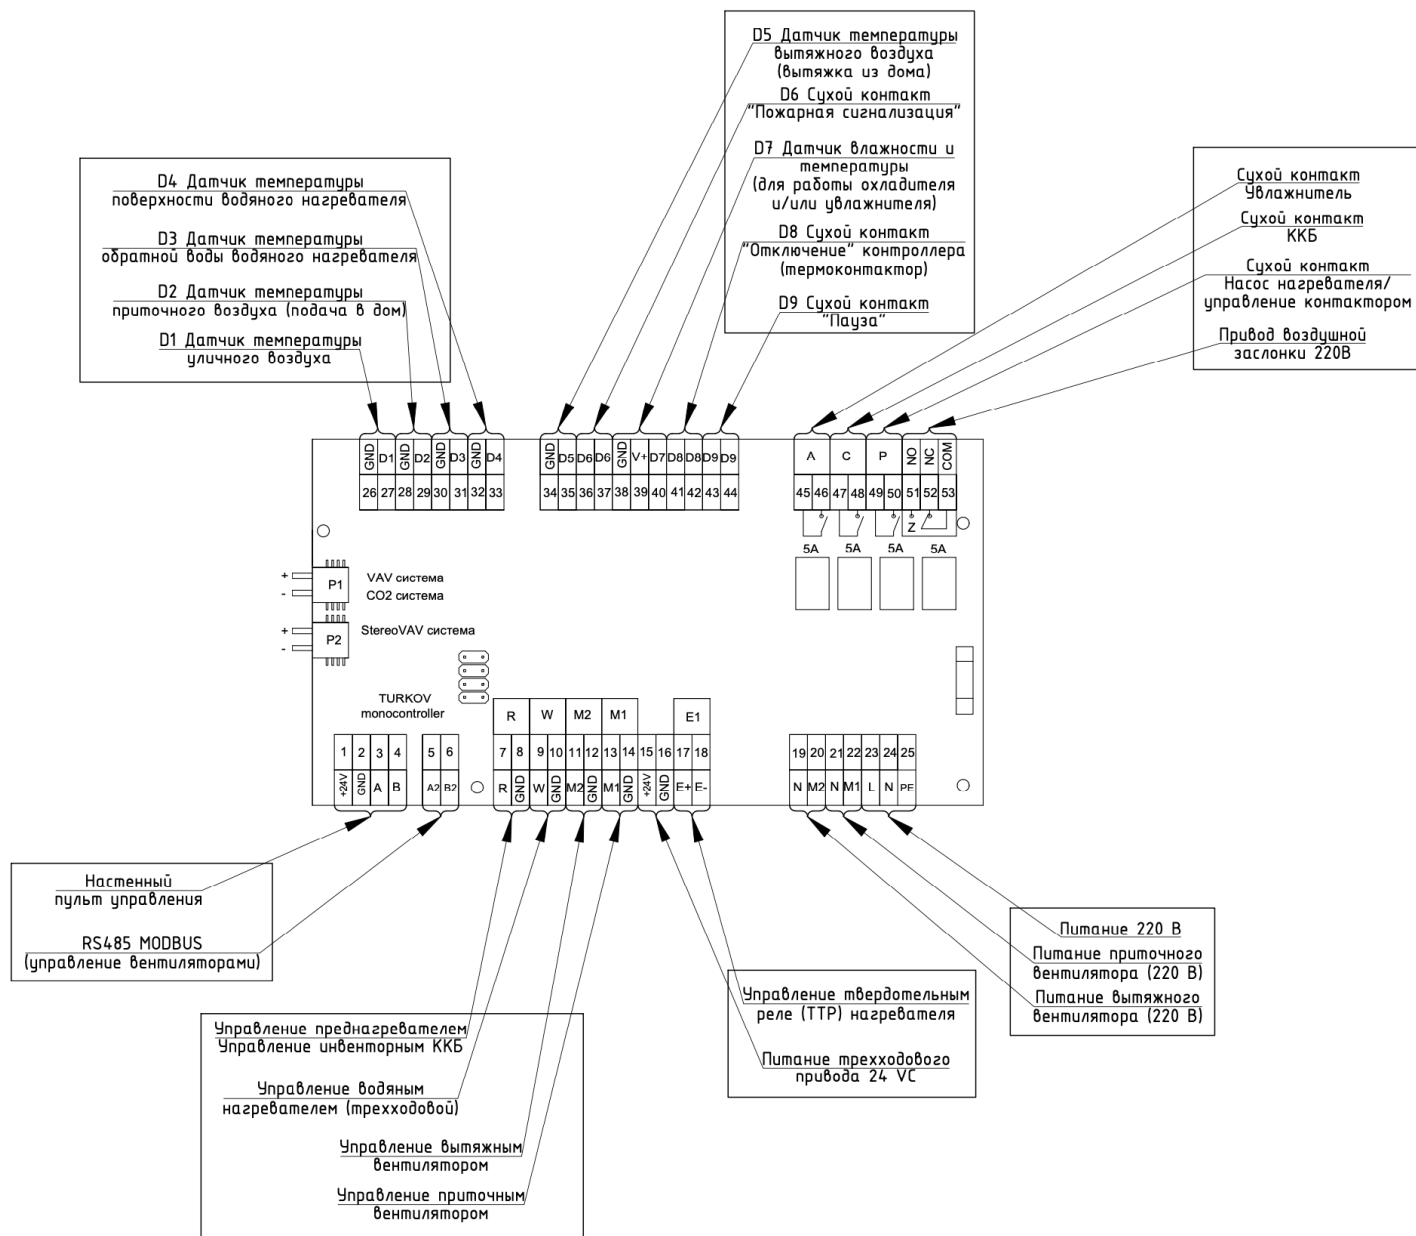 D5 Датчик температуры
вытяжного воздуха
(вытяжка из дома)
D6 Сухой контакт
"Пожарная сигнализация"
D7 Датчик влажности и
температуры
(для работы охладителя
и/или увлажнителя)
D8 Сухой контакт
"Отключение" контроллера
(термоконтактор)
D9 Сухой контакт
"Пауза"
D4 Датчик температуры
поверхности водяного нагревателя
D3 Датчик температуры
обратной воды водяного нагревателя
D2 Датчик температуры
приточного воздуха (подача в дом)
D1 Датчик температуры
уличного воздуха
Сухой контакт
Увлажнитель
Сухой контакт
ККБ
Сухой контакт
Насос нагревателя/
управление контактором
Привод воздушной
заслонки 220В
GND D1 GND D2 GND D3 GND D4
26 27 28 29 30 31 32 33
GND D5 D6 D6 GND V+ D7 D8 D8 D9 D9
34 35 36 37 38 39 40 41 42 43 44
A C P NO NC COM
45 46 47 48 49 50 51 52 53
Z
5A 5A 5A 5A
+ P1 VAV система
- CO2 система
+ P2 StereoVAV система
-
TURKOV
monocontroller
R W M2 M1 E1
1 2 3 4 5 6 7 8 9 10 11 12 13 14 15 16 17 18 19 20 21 22 23 24 25
+24V GND A B A2 B2 R GND W GND M2 GND M1 GND +24V GND E+ E- N M2 N M1 L N PE
Настенный
пульт управления
RS485 MODBUS
(управление вентиляторами)
Управление преднагревателем
Управление инвенторным ККБ
Управление водяным
нагревателем (трехходовой)
Управление вытяжным
вентилятором
Управление приточным
вентилятором
Управление твердотельным
реле (ТТР) нагревателя
Питание трехходового
привода 24 VC
Питание 220 В
Питание приточного
вентилятора (220 В)
Питание вытяжного
вентилятора (220 В)